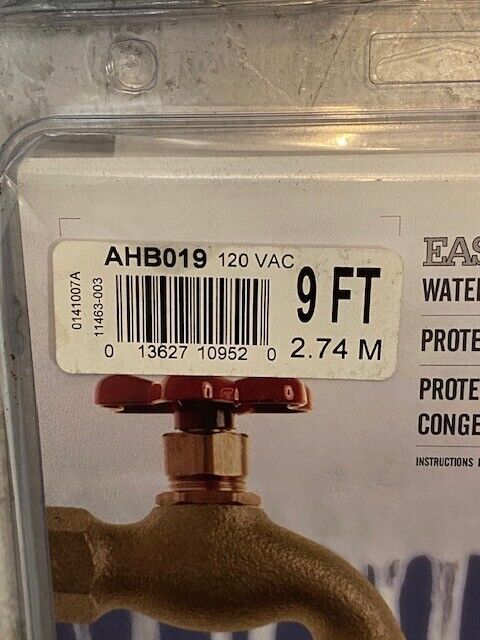 AHB019 120 VAC
0141007A
11463-003
9 FT
0 13627 10952 0
2.74 M
EAS
WATE
PROTE
PROTE
CONGE
INSTRUCTIONS